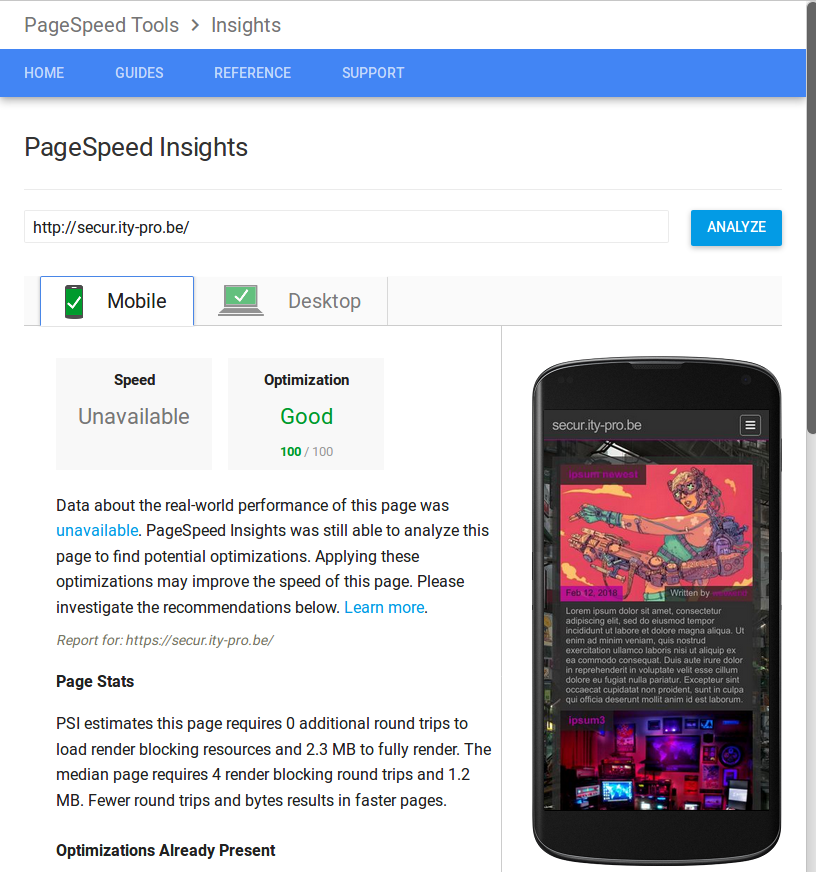 PageSpeed Tools > Insights
HOME GUIDES REFERENCE SUPPORT
PageSpeed Insights
http://secur.ity-pro.be/ ANALYZE
Mobile Desktop
Speed
Unavailable
Optimization
Good
100 / 100
Data about the real-world performance of this page was
unavailable. PageSpeed Insights was still able to analyze this
page to find potential optimizations. Applying these
optimizations may improve the speed of this page. Please
investigate the recommendations below. Learn more.
Report for: https://secur.ity-pro.be/
Page Stats
PSI estimates this page requires 0 additional round trips to
load render blocking resources and 2.3 MB to fully render. The
median page requires 4 render blocking round trips and 1.2
MB. Fewer round trips and bytes results in faster pages.
Optimizations Already Present
secur.ity-pro.be
ipsum newest
Feb 12, 2018 Written by
Lorem ipsum dolor sit amet, consectetur
adipiscing elit, sed do eiusmod tempor
incididunt ut labore et dolore magna aliqua. Ut
enim ad minim veniam, quis nostrud
exercitation ullamco laboris nisi ut aliquip ex
ea commodo consequat. Duis aute irure dolor
in reprehenderit in voluptate velit esse cillum
dolore eu fugiat nulla pariatur. Excepteur sint
occaecat cupidatat non proident, sunt in culpa
qui officia deserunt mollit anim id est laborum.
ipsum3